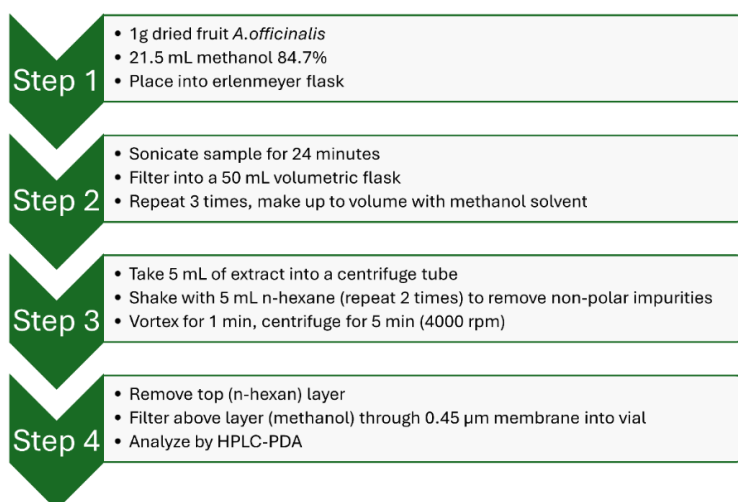 Step 1
• 1g dried fruit A.officinalis
• 21.5 mL methanol 84.7%
• Place into erlenmeyer flask
Step 2
• Sonicate sample for 24 minutes
• Filter into a 50 mL volumetric flask
• Repeat 3 times, make up to volume with methanol solvent
Step 3
• Take 5 mL of extract into a centrifuge tube
• Shake with 5 mL n-hexane (repeat 2 times) to remove non-polar impurities
• Vortex for 1 min, centrifuge for 5 min (4000 rpm)
Step 4
• Remove top (n-hexan) layer
• Filter above layer (methanol) through 0.45 µm membrane into vial
• Analyze by HPLC-PDA